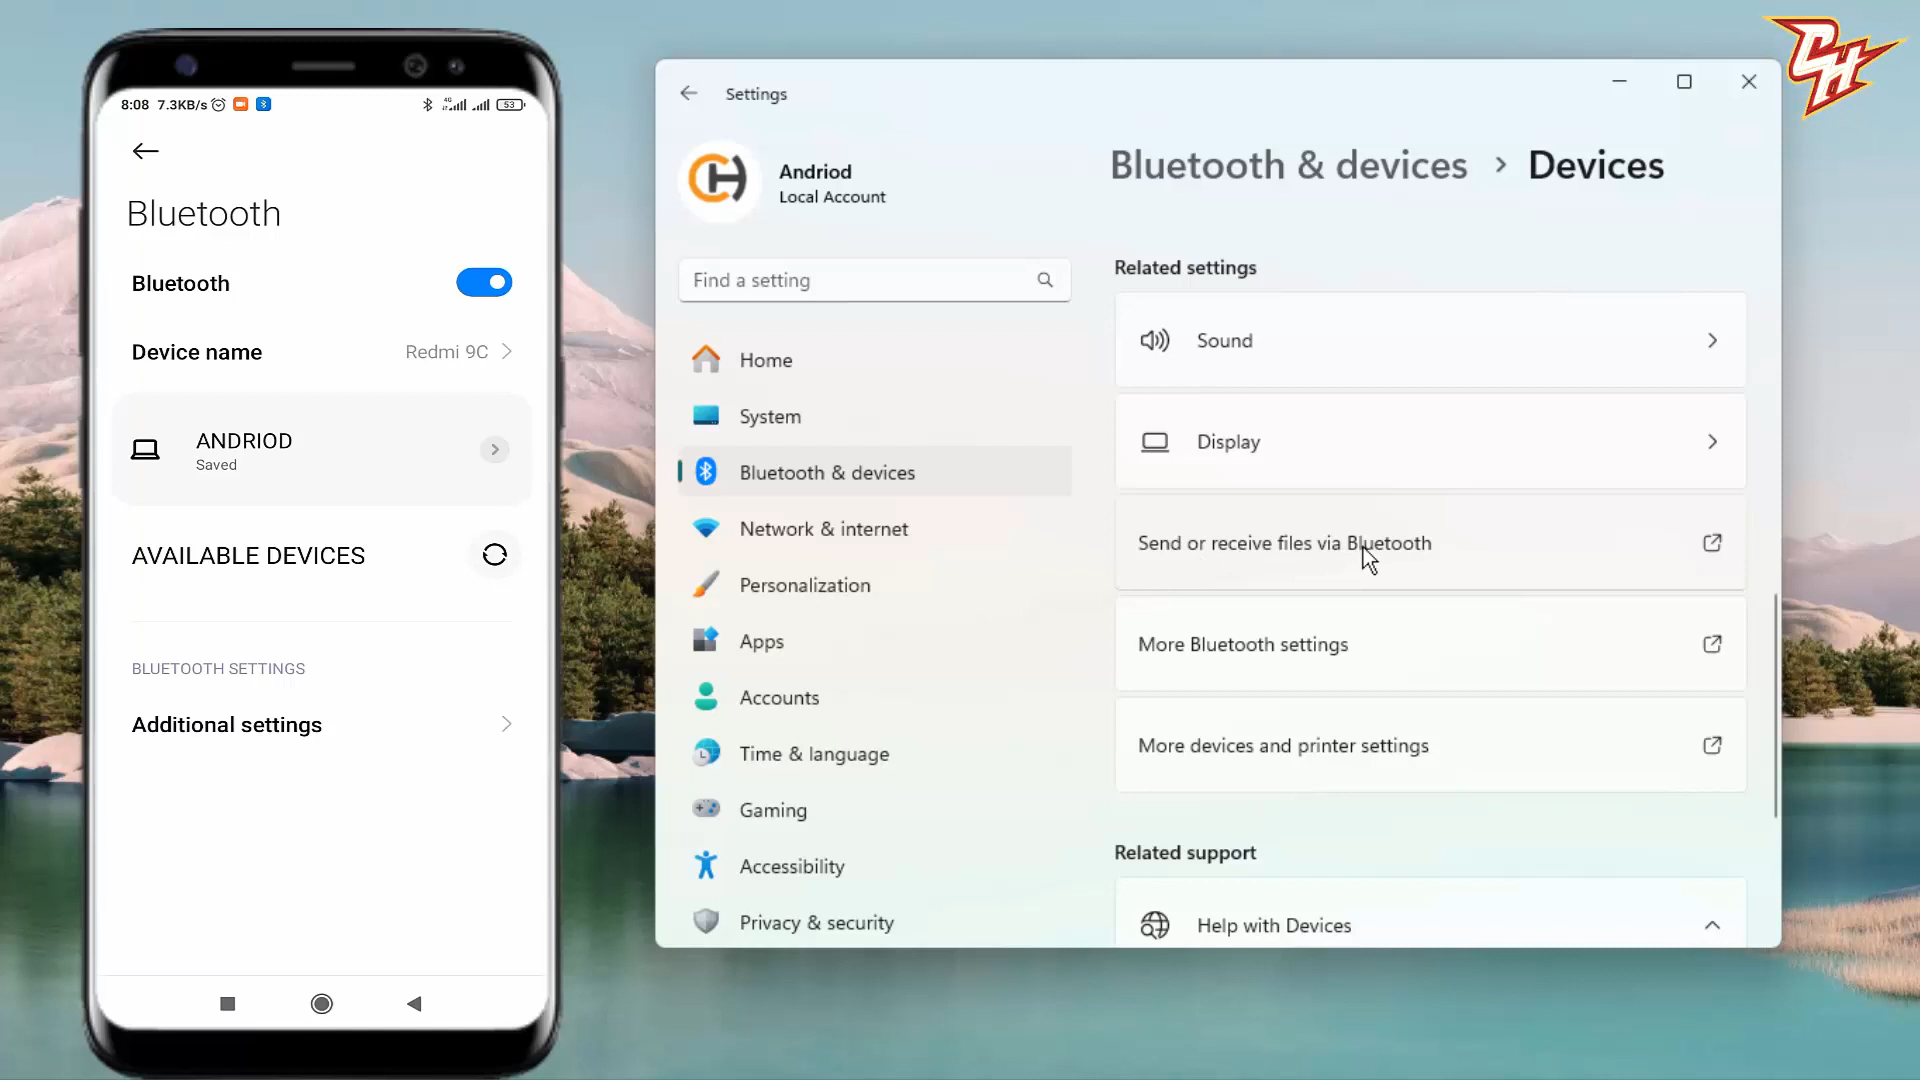 8:08 7.3KB/s
4G
53
Bluetooth
Bluetooth
Device name
Redmi 9C
ANDRIOD
Saved
AVAILABLE DEVICES
BLUETOOTH SETTINGS
Additional settings
Settings
Andriod
Local Account
Find a setting
Home
System
Bluetooth & devices
Network & internet
Personalization
Apps
Accounts
Time & language
Gaming
Accessibility
Privacy & security
Bluetooth & devices > Devices
Related settings
Sound
Display
Send or receive files via Bluetooth
More Bluetooth settings
More devices and printer settings
Related support
Help with Devices
CH